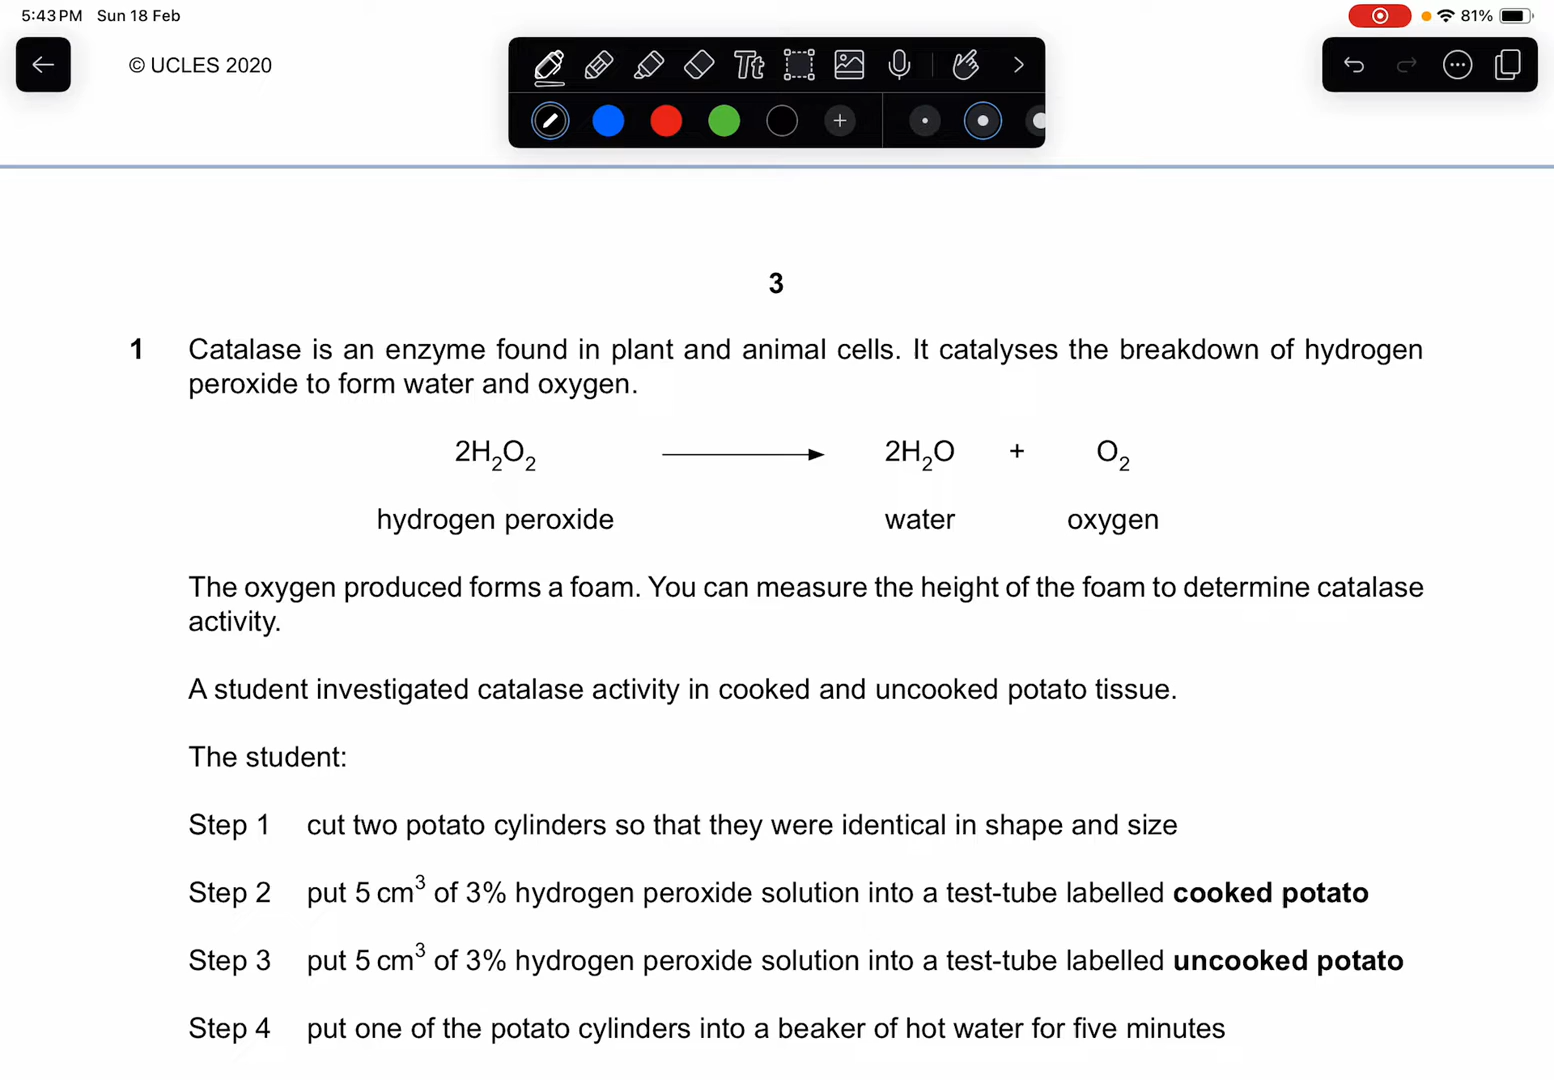 5:43 PM Sun 18 Feb
81%
© UCLES 2020
Tt
3
1 Catalase is an enzyme found in plant and animal cells. It catalyses the breakdown of hydrogen
peroxide to form water and oxygen.
2H₂O₂ → 2H₂O + O₂
hydrogen peroxide water oxygen
The oxygen produced forms a foam. You can measure the height of the foam to determine catalase
activity.
A student investigated catalase activity in cooked and uncooked potato tissue.
The student:
Step 1 cut two potato cylinders so that they were identical in shape and size
Step 2 put 5 cm³ of 3% hydrogen peroxide solution into a test-tube labelled cooked potato
Step 3 put 5 cm³ of 3% hydrogen peroxide solution into a test-tube labelled uncooked potato
Step 4 put one of the potato cylinders into a beaker of hot water for five minutes